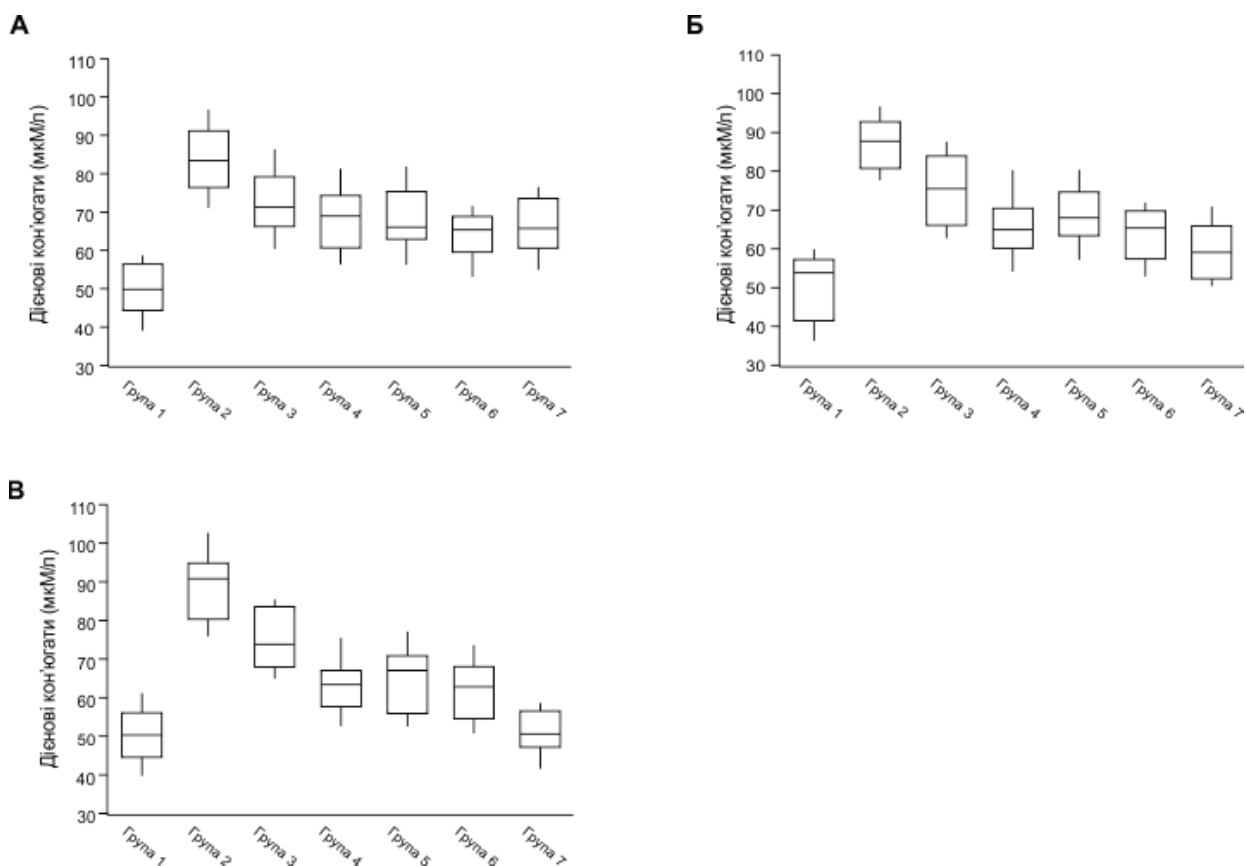 А
Дієнові кон'югати (мкМ/л)
110
100
90
80
70
60
50
40
30
Група 1
Група 2
Група 3
Група 4
Група 5
Група 6
Група 7
Б
Дієнові кон'югати (мкМ/л)
110
100
90
80
70
60
50
40
30
Група 1
Група 2
Група 3
Група 4
Група 5
Група 6
Група 7
В
Дієнові кон'югати (мкМ/л)
110
100
90
80
70
60
50
40
30
Група 1
Група 2
Група 3
Група 4
Група 5
Група 6
Група 7